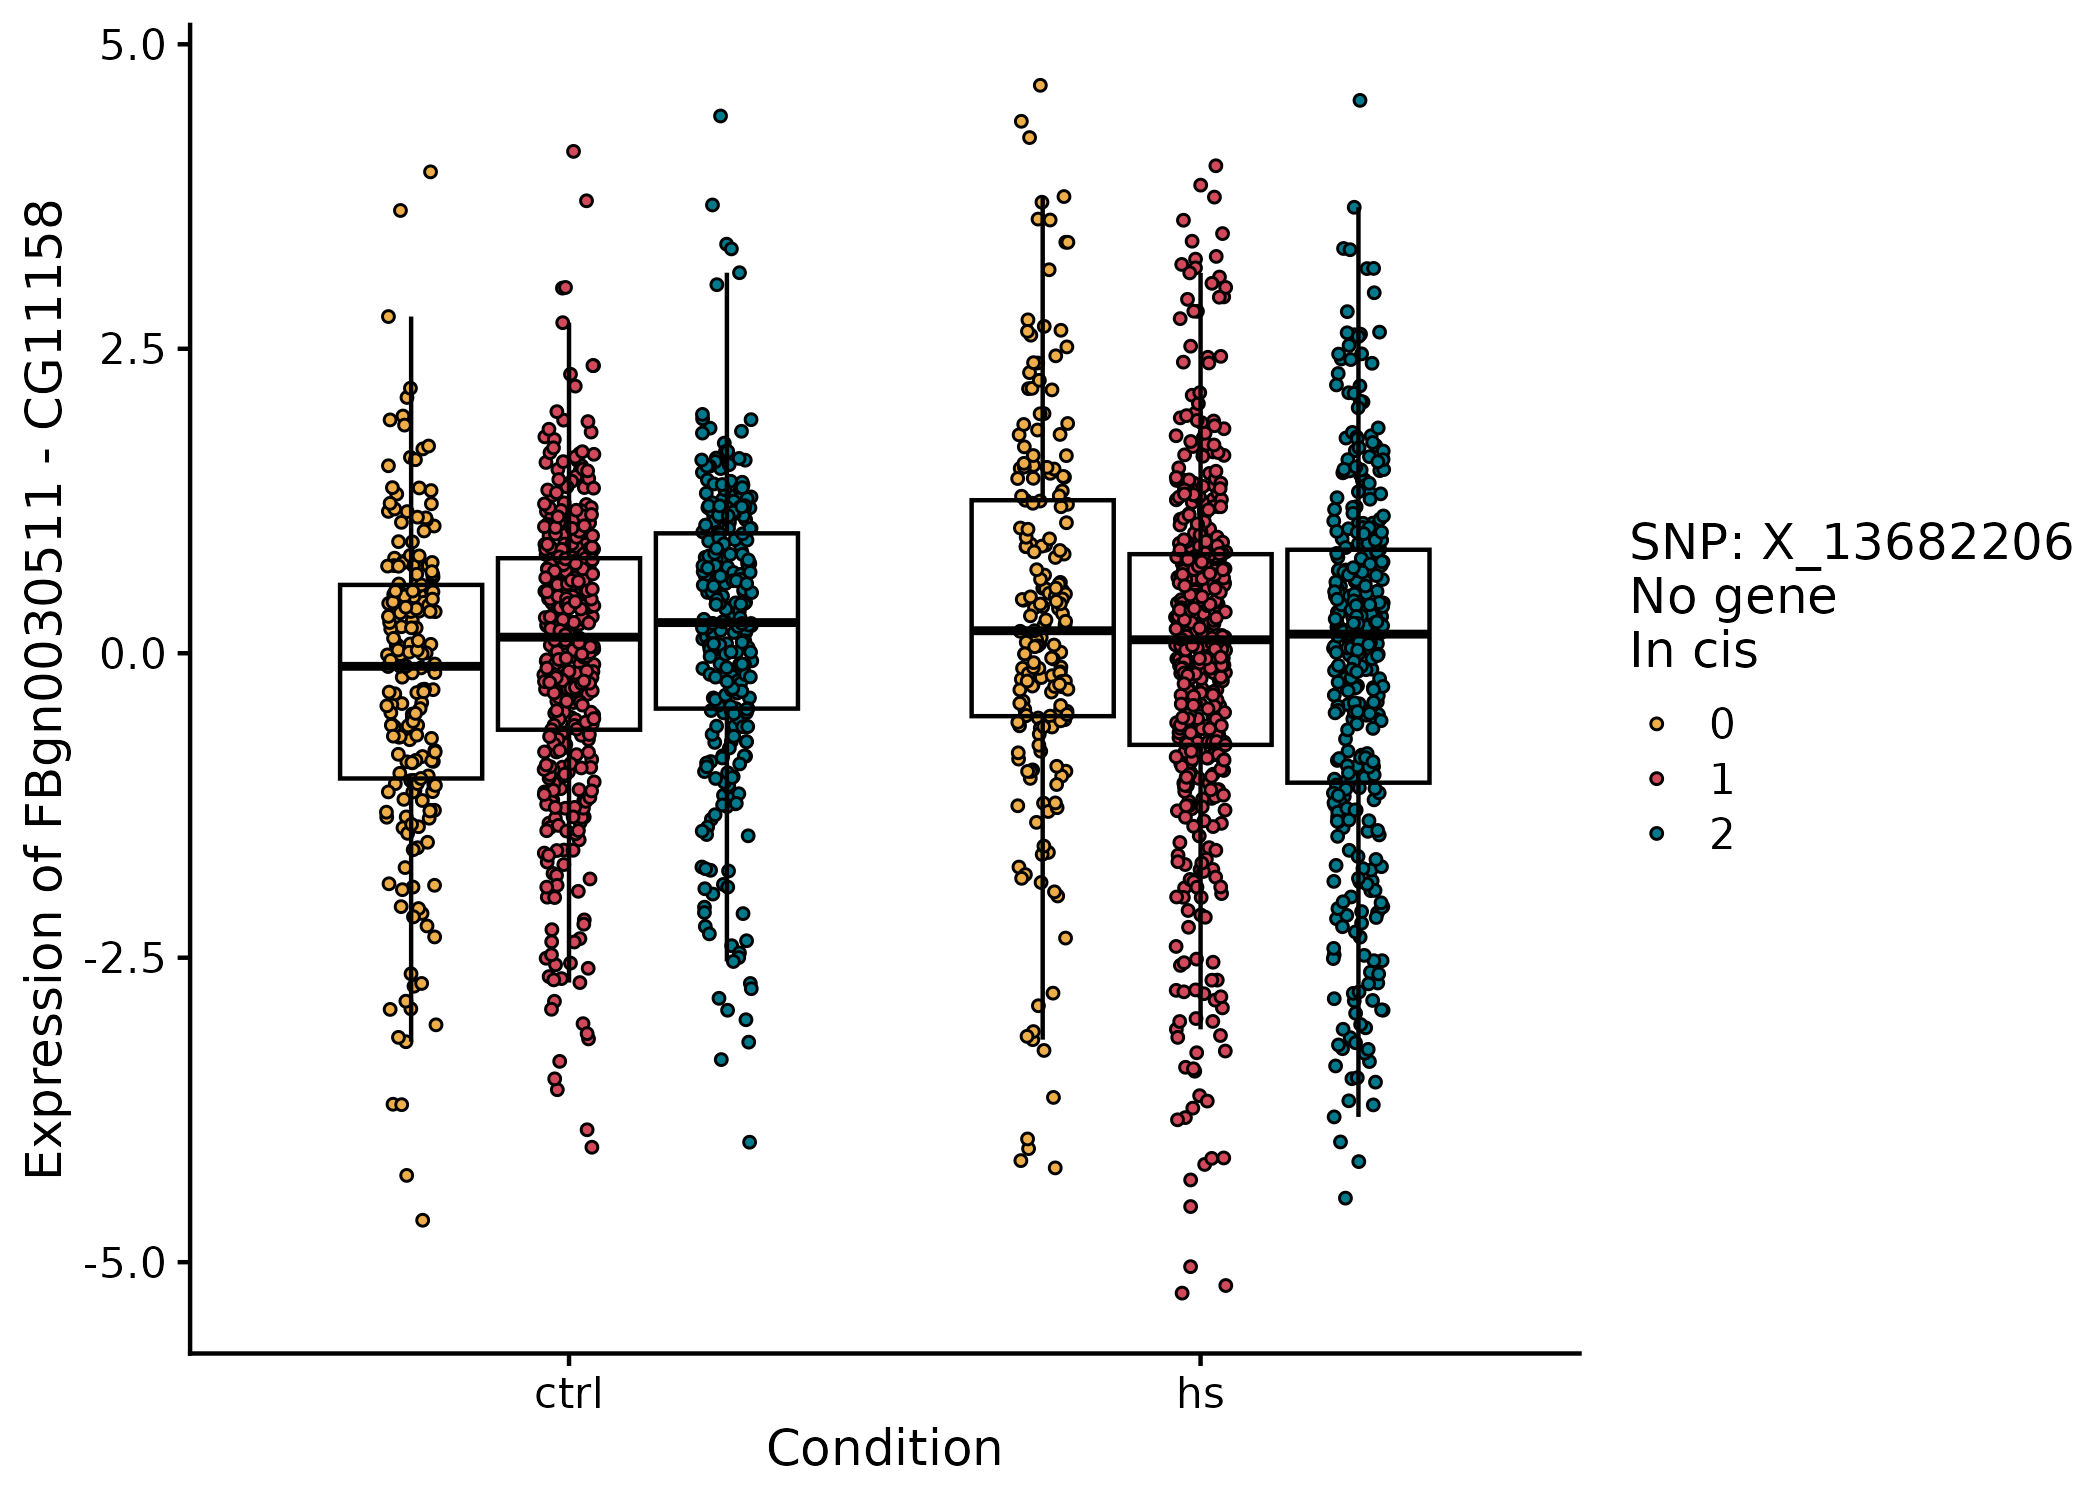 Expression of FBgn0030511 - CG11158
5.0
2.5
0.0
-2.5
-5.0
ctrl
hs
Condition
SNP: X_13682206
No gene
In cis
0
1
2